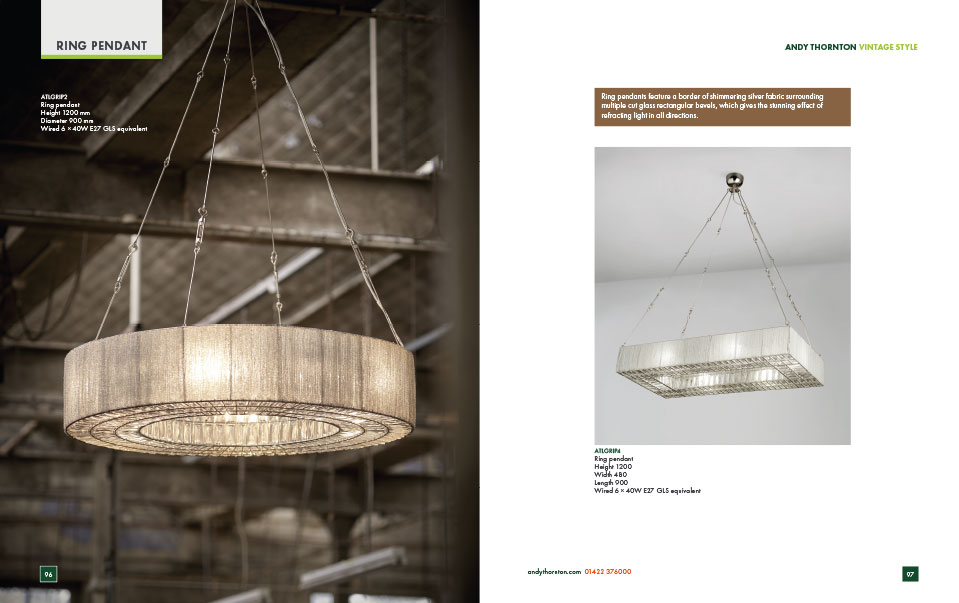 RING PENDANT
ATLGRIP2
Ring pendant
Height 1200 mm
Diameter 900 mm
Wired 6 × 40W E27 GLS equivalent
96
ANDY THORNTON VINTAGE STYLE
Ring pendants feature a border of shimmering silver fabric surrounding
multiple cut glass rectangular bevels, which gives the stunning effect of
refracting light in all directions.
ATLGRIP4
Ring pendant
Height 1200
Width 480
Length 900
Wired 6 × 40W E27 GLS equivalent
andythornton.com 01422 376000
97